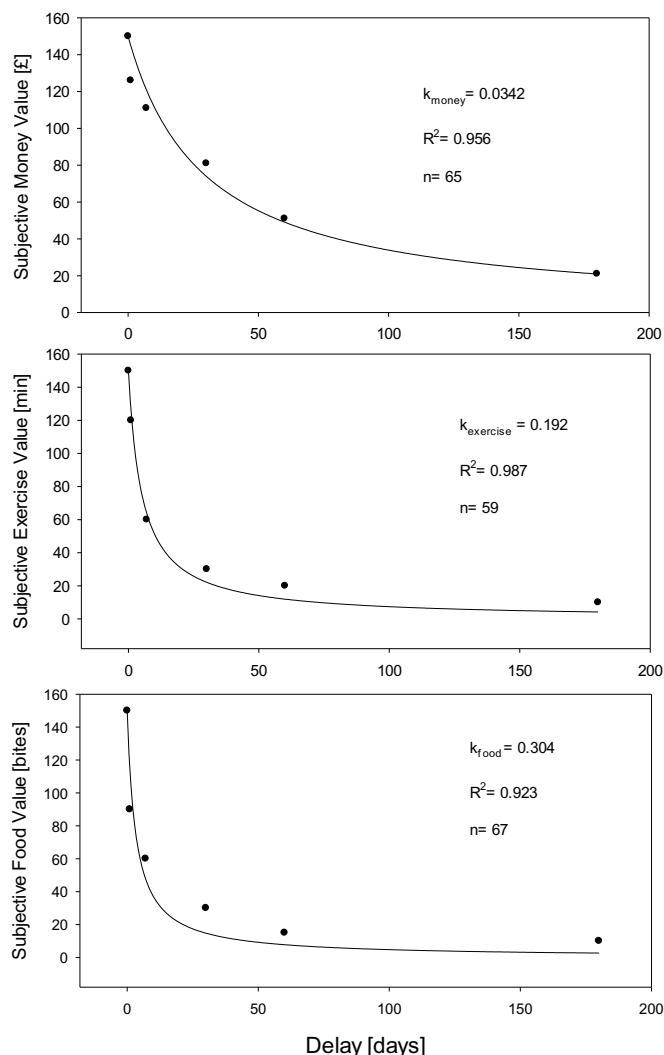 160
140
120
100
80
60
40
20
0
Subjective Money Value [£]
k_money= 0.0342
R²= 0.956
n= 65
0 50 100 150 200
160
140
120
100
80
60
40
20
0
Subjective Exercise Value [min]
k_exercise = 0.192
R²= 0.987
n= 59
0 50 100 150 200
160
140
120
100
80
60
40
20
0
Subjective Food Value [bites]
k_food = 0.304
R²= 0.923
n= 67
0 50 100 150 200
Delay [days]